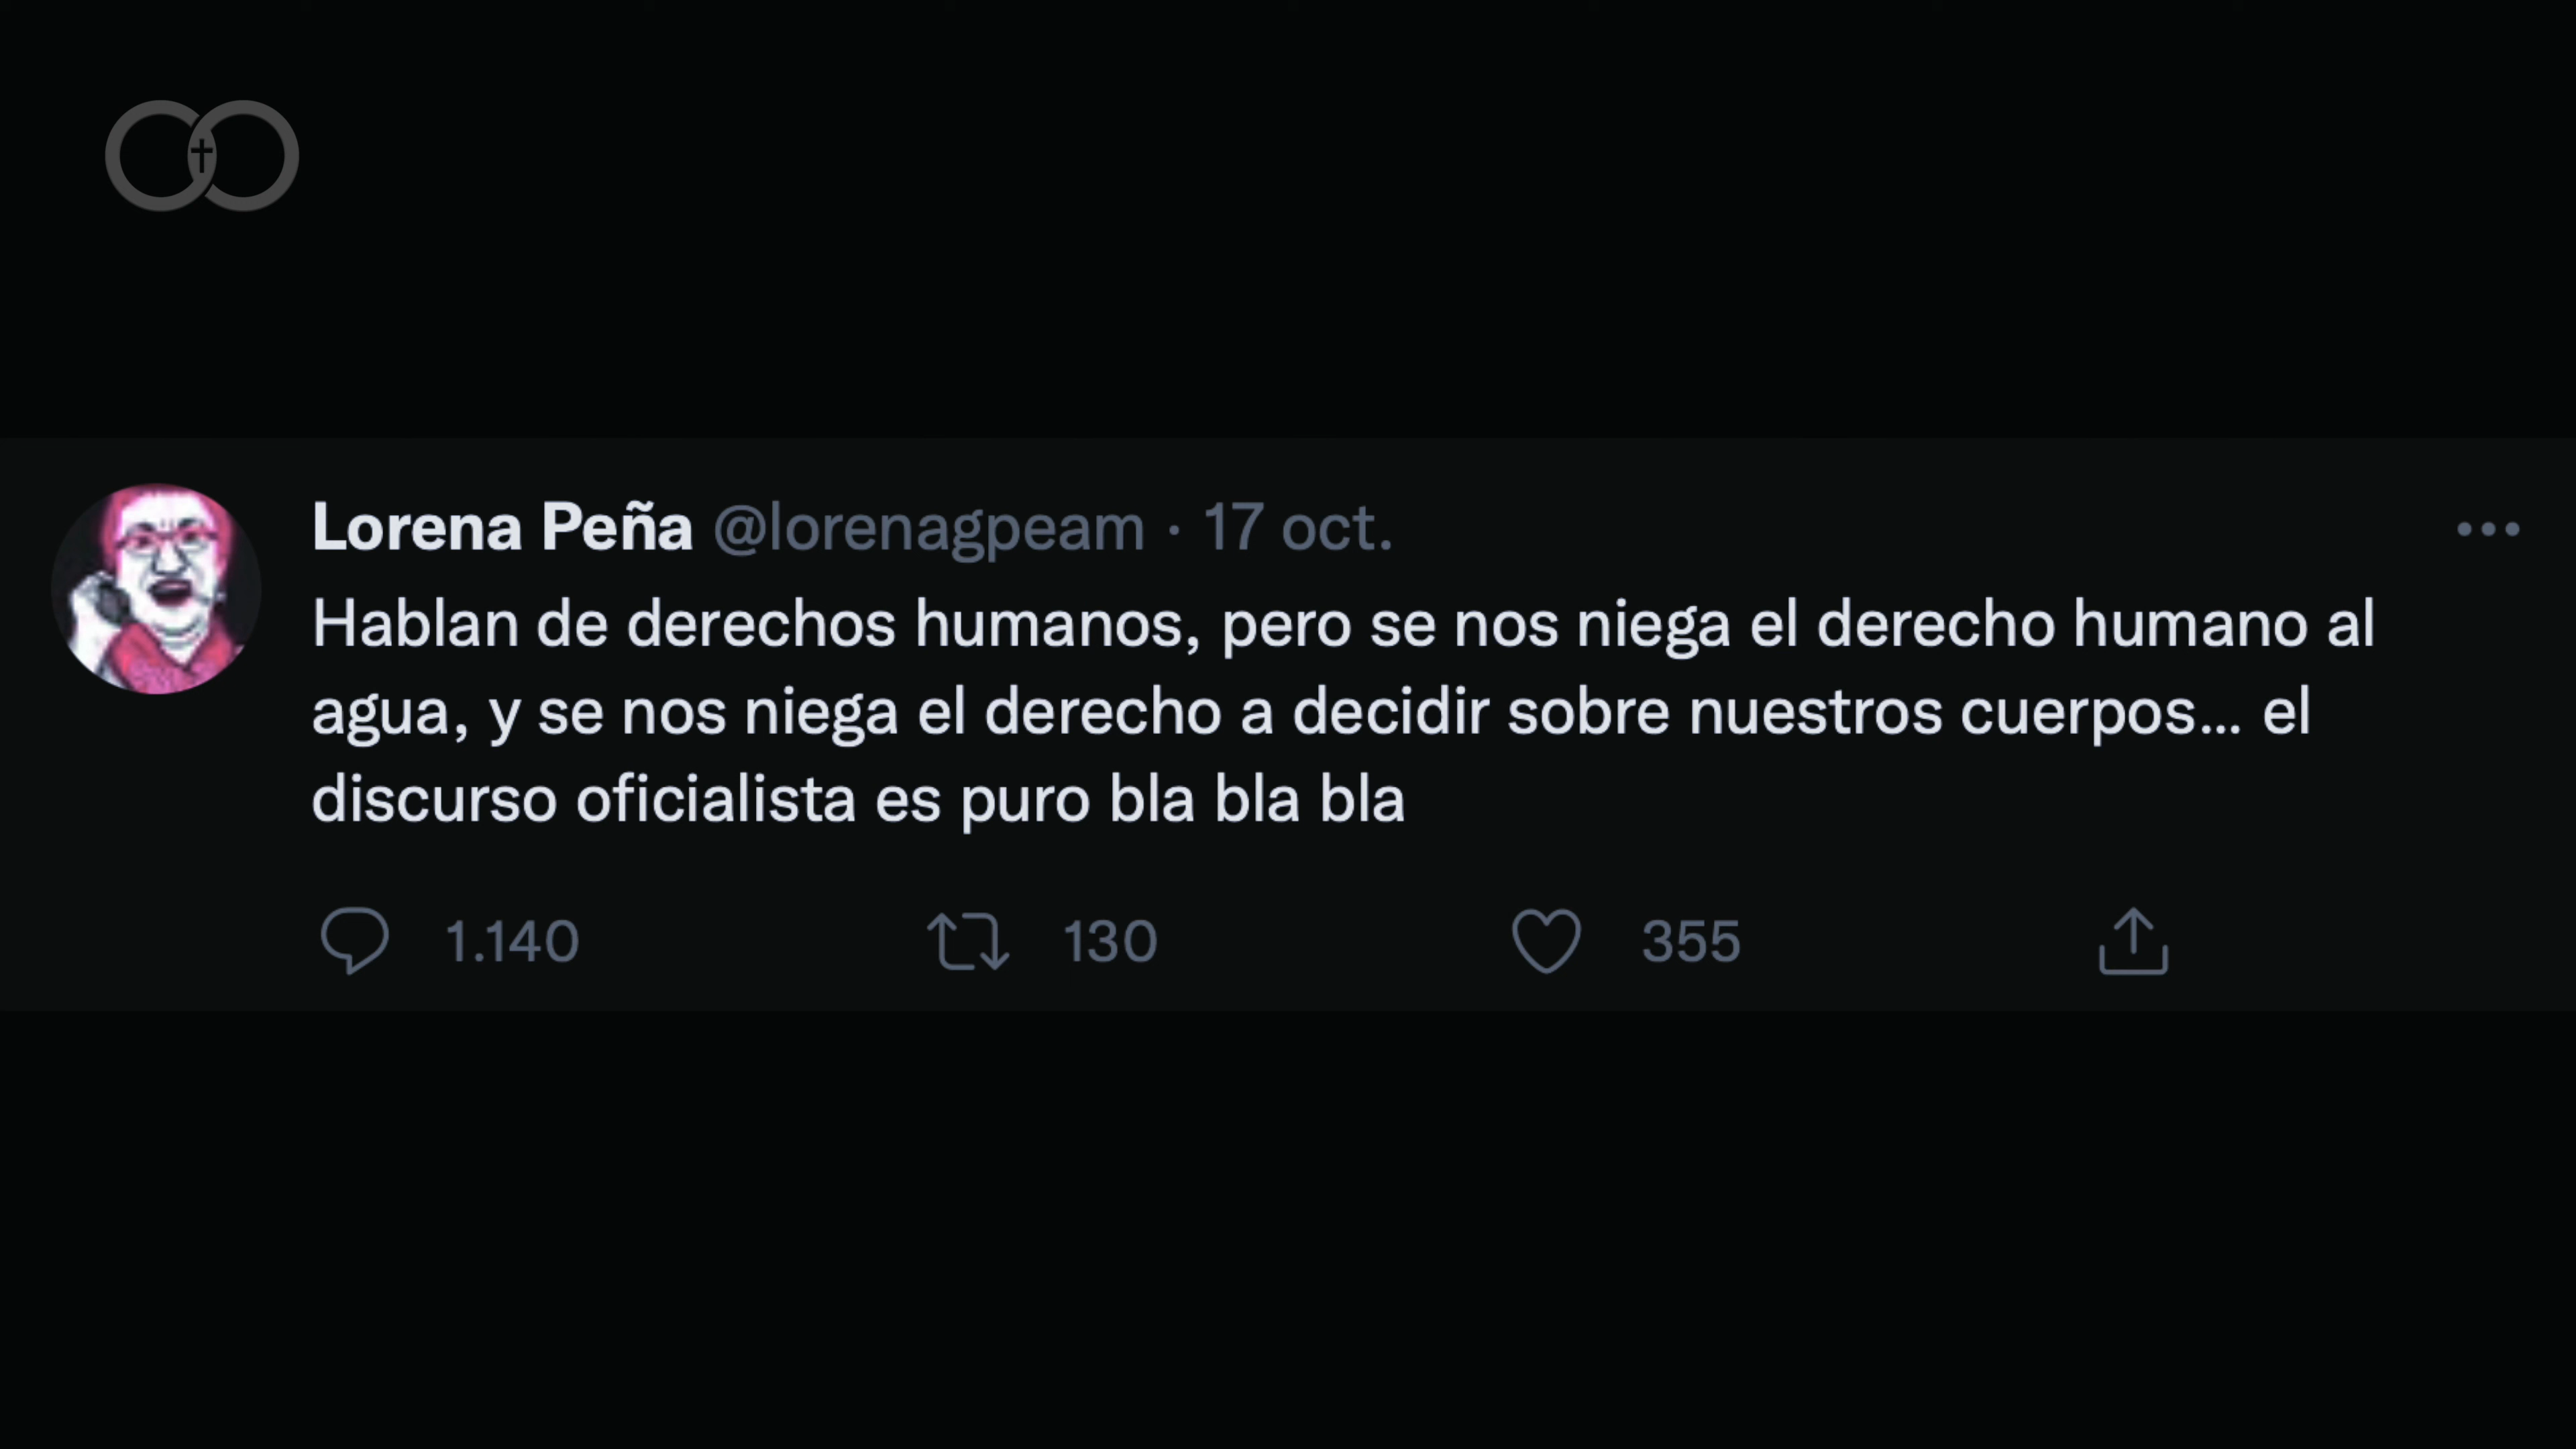 Lorena Peña @lorenagpeam · 17 oct.
Hablan de derechos humanos, pero se nos niega el derecho humano al
agua, y se nos niega el derecho a decidir sobre nuestros cuerpos... el
discurso oficialista es puro bla bla bla
1.140 130 355